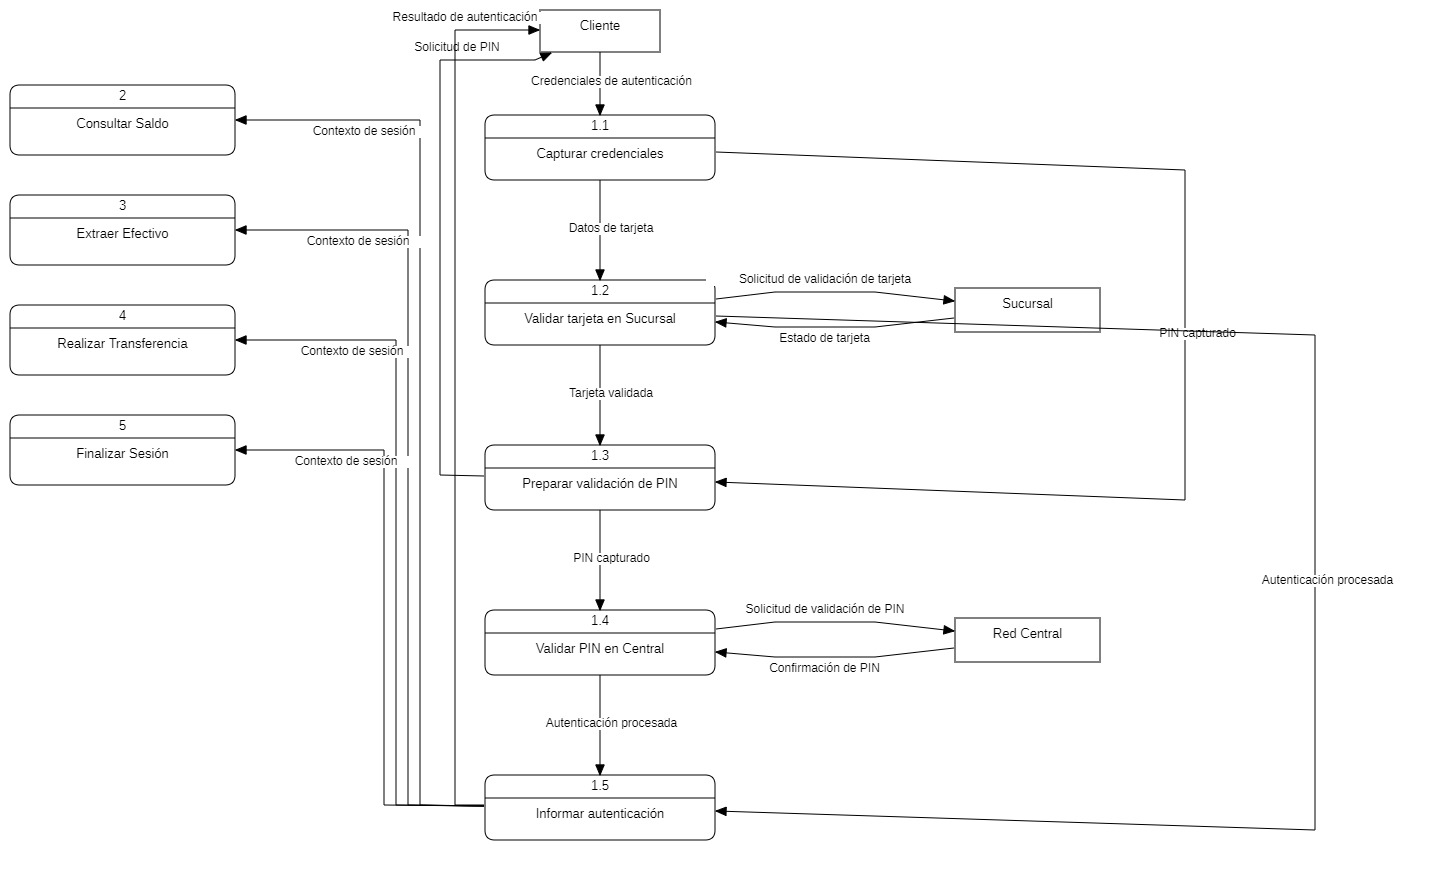 Resultado de autenticación
Cliente
Solicitud de PIN
Credenciales de autenticación
2
Consultar Saldo
Contexto de sesión
1.1
Capturar credenciales
3
Extraer Efectivo
Contexto de sesión
Datos de tarjeta
1.2
Validar tarjeta en Sucursal
Solicitud de validación de tarjeta
Sucursal
Estado de tarjeta
PIN capturado
4
Realizar Transferencia
Contexto de sesión
Tarjeta validada
5
Finalizar Sesión
Contexto de sesión
1.3
Preparar validación de PIN
PIN capturado
Autenticación procesada
1.4
Validar PIN en Central
Solicitud de validación de PIN
Red Central
Confirmación de PIN
Autenticación procesada
1.5
Informar autenticación